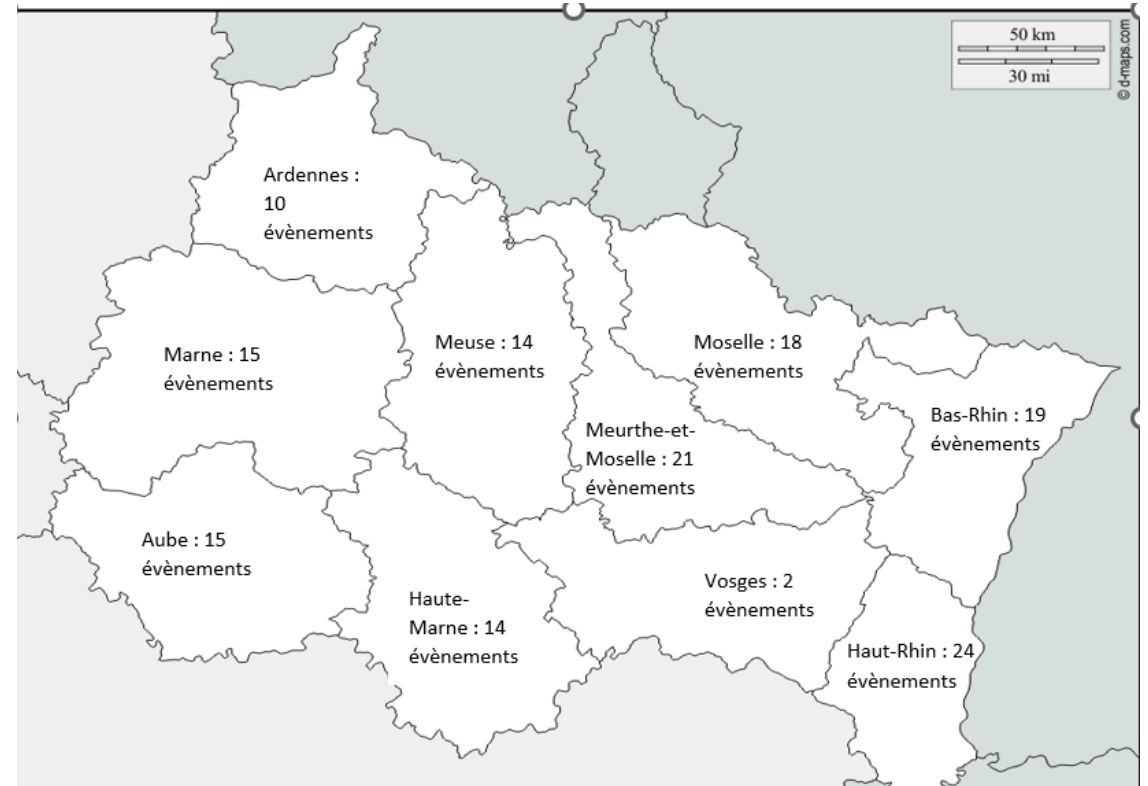 50 km
30 mi
© d-maps.com
Ardennes :
10
évènements
Marne : 15
évènements
Meuse : 14
évènements
Moselle : 18
évènements
Bas-Rhin : 19
évènements
Meurthe-et-
Moselle : 21
évènements
Aube : 15
évènements
Haute-
Marne : 14
évènements
Vosges : 2
évènements
Haut-Rhin : 24
évènements